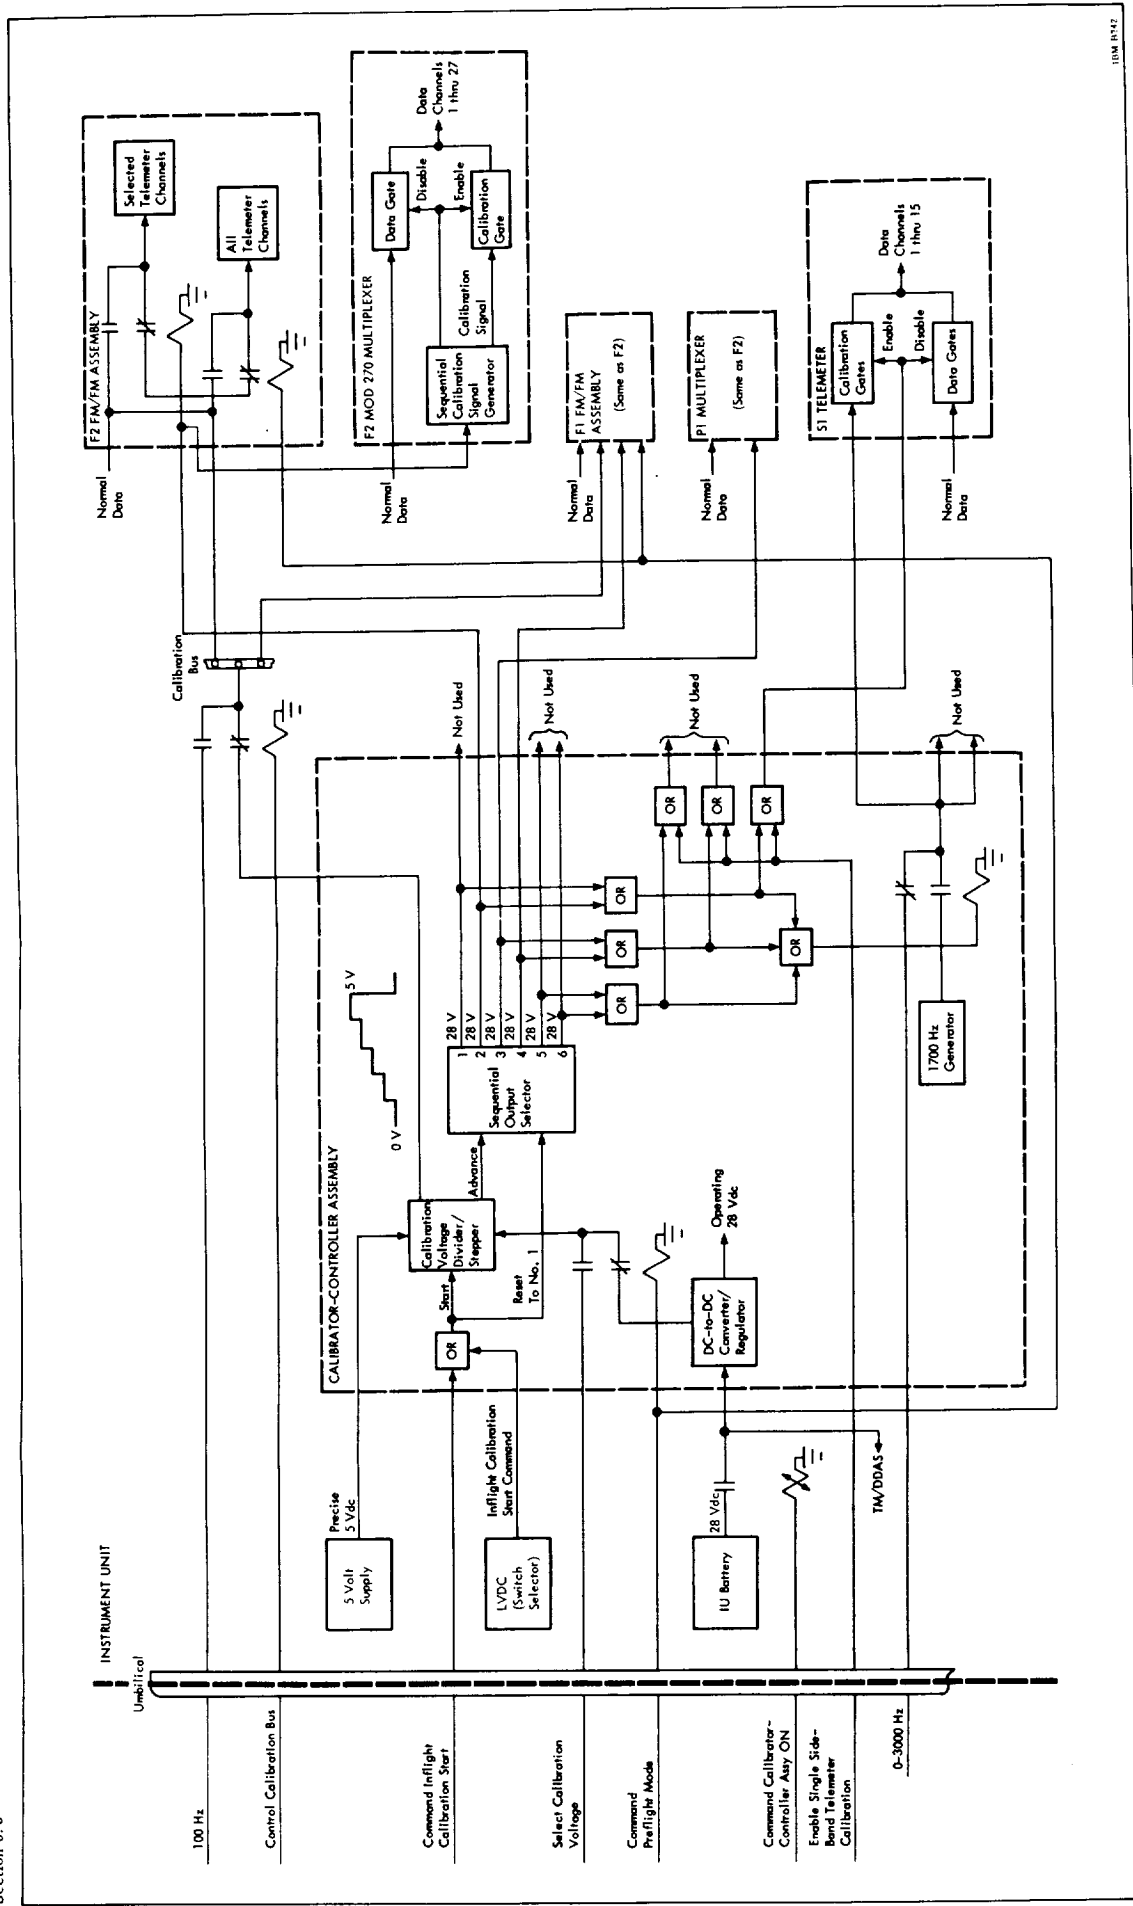 Section 6.6
INSTRUMENT UNIT
Umbilical
100 Hz
Control Calibration Bus
Command Inflight
Calibration Start
Select Calibration
Voltage
Command
Preflight Mode
Command Calibrator-
Controller Assy ON
Enable Single Side-
Band Telemeter
Calibration
0-3000 Hz
5 Volt
Supply
Precise
5 Vdc
LVDC
(Switch
Selector)
Inflight Calibration
Start Command
IU Battery
28 Vdc
TM/DDAS
CALIBRATOR-CONTROLLER ASSEMBLY
OR
Start
Calibration
Voltage
Divider/
Stepper
Advance
Reset
To No. 1
DC-to-DC
Converter/
Regulator
Operating
28 Vdc
0 V
5 V
Sequential
Output
Selector
1
2
3
4
5
6
28 V
28 V
28 V
28 V
28 V
28 V
OR
OR
OR
OR
OR
OR
OR
1700 Hz
Generator
Not Used
Not Used
Not Used
Not Used
Calibration
Bus
Normal
Data
F2 FM/FM ASSEMBLY
Selected
Telemeter
Channels
All
Telemeter
Channels
Normal
Data
F2 MOD 270 MULTIPLEXER
Sequential
Calibration
Signal
Generator
Calibration
Signal
Data Gate
Disable
Enable
Calibration
Gate
Data
Channels
1 thru 27
Normal
Data
F1 FM/FM
ASSEMBLY
(Same as F2)
Normal
Data
P1 MULTIPLEXER
(Same as F2)
S1 TELEMETER
Calibration
Gates
Enable
Disable
Data Gates
Normal
Data
Data
Channels
1 thru 15
IBM B742